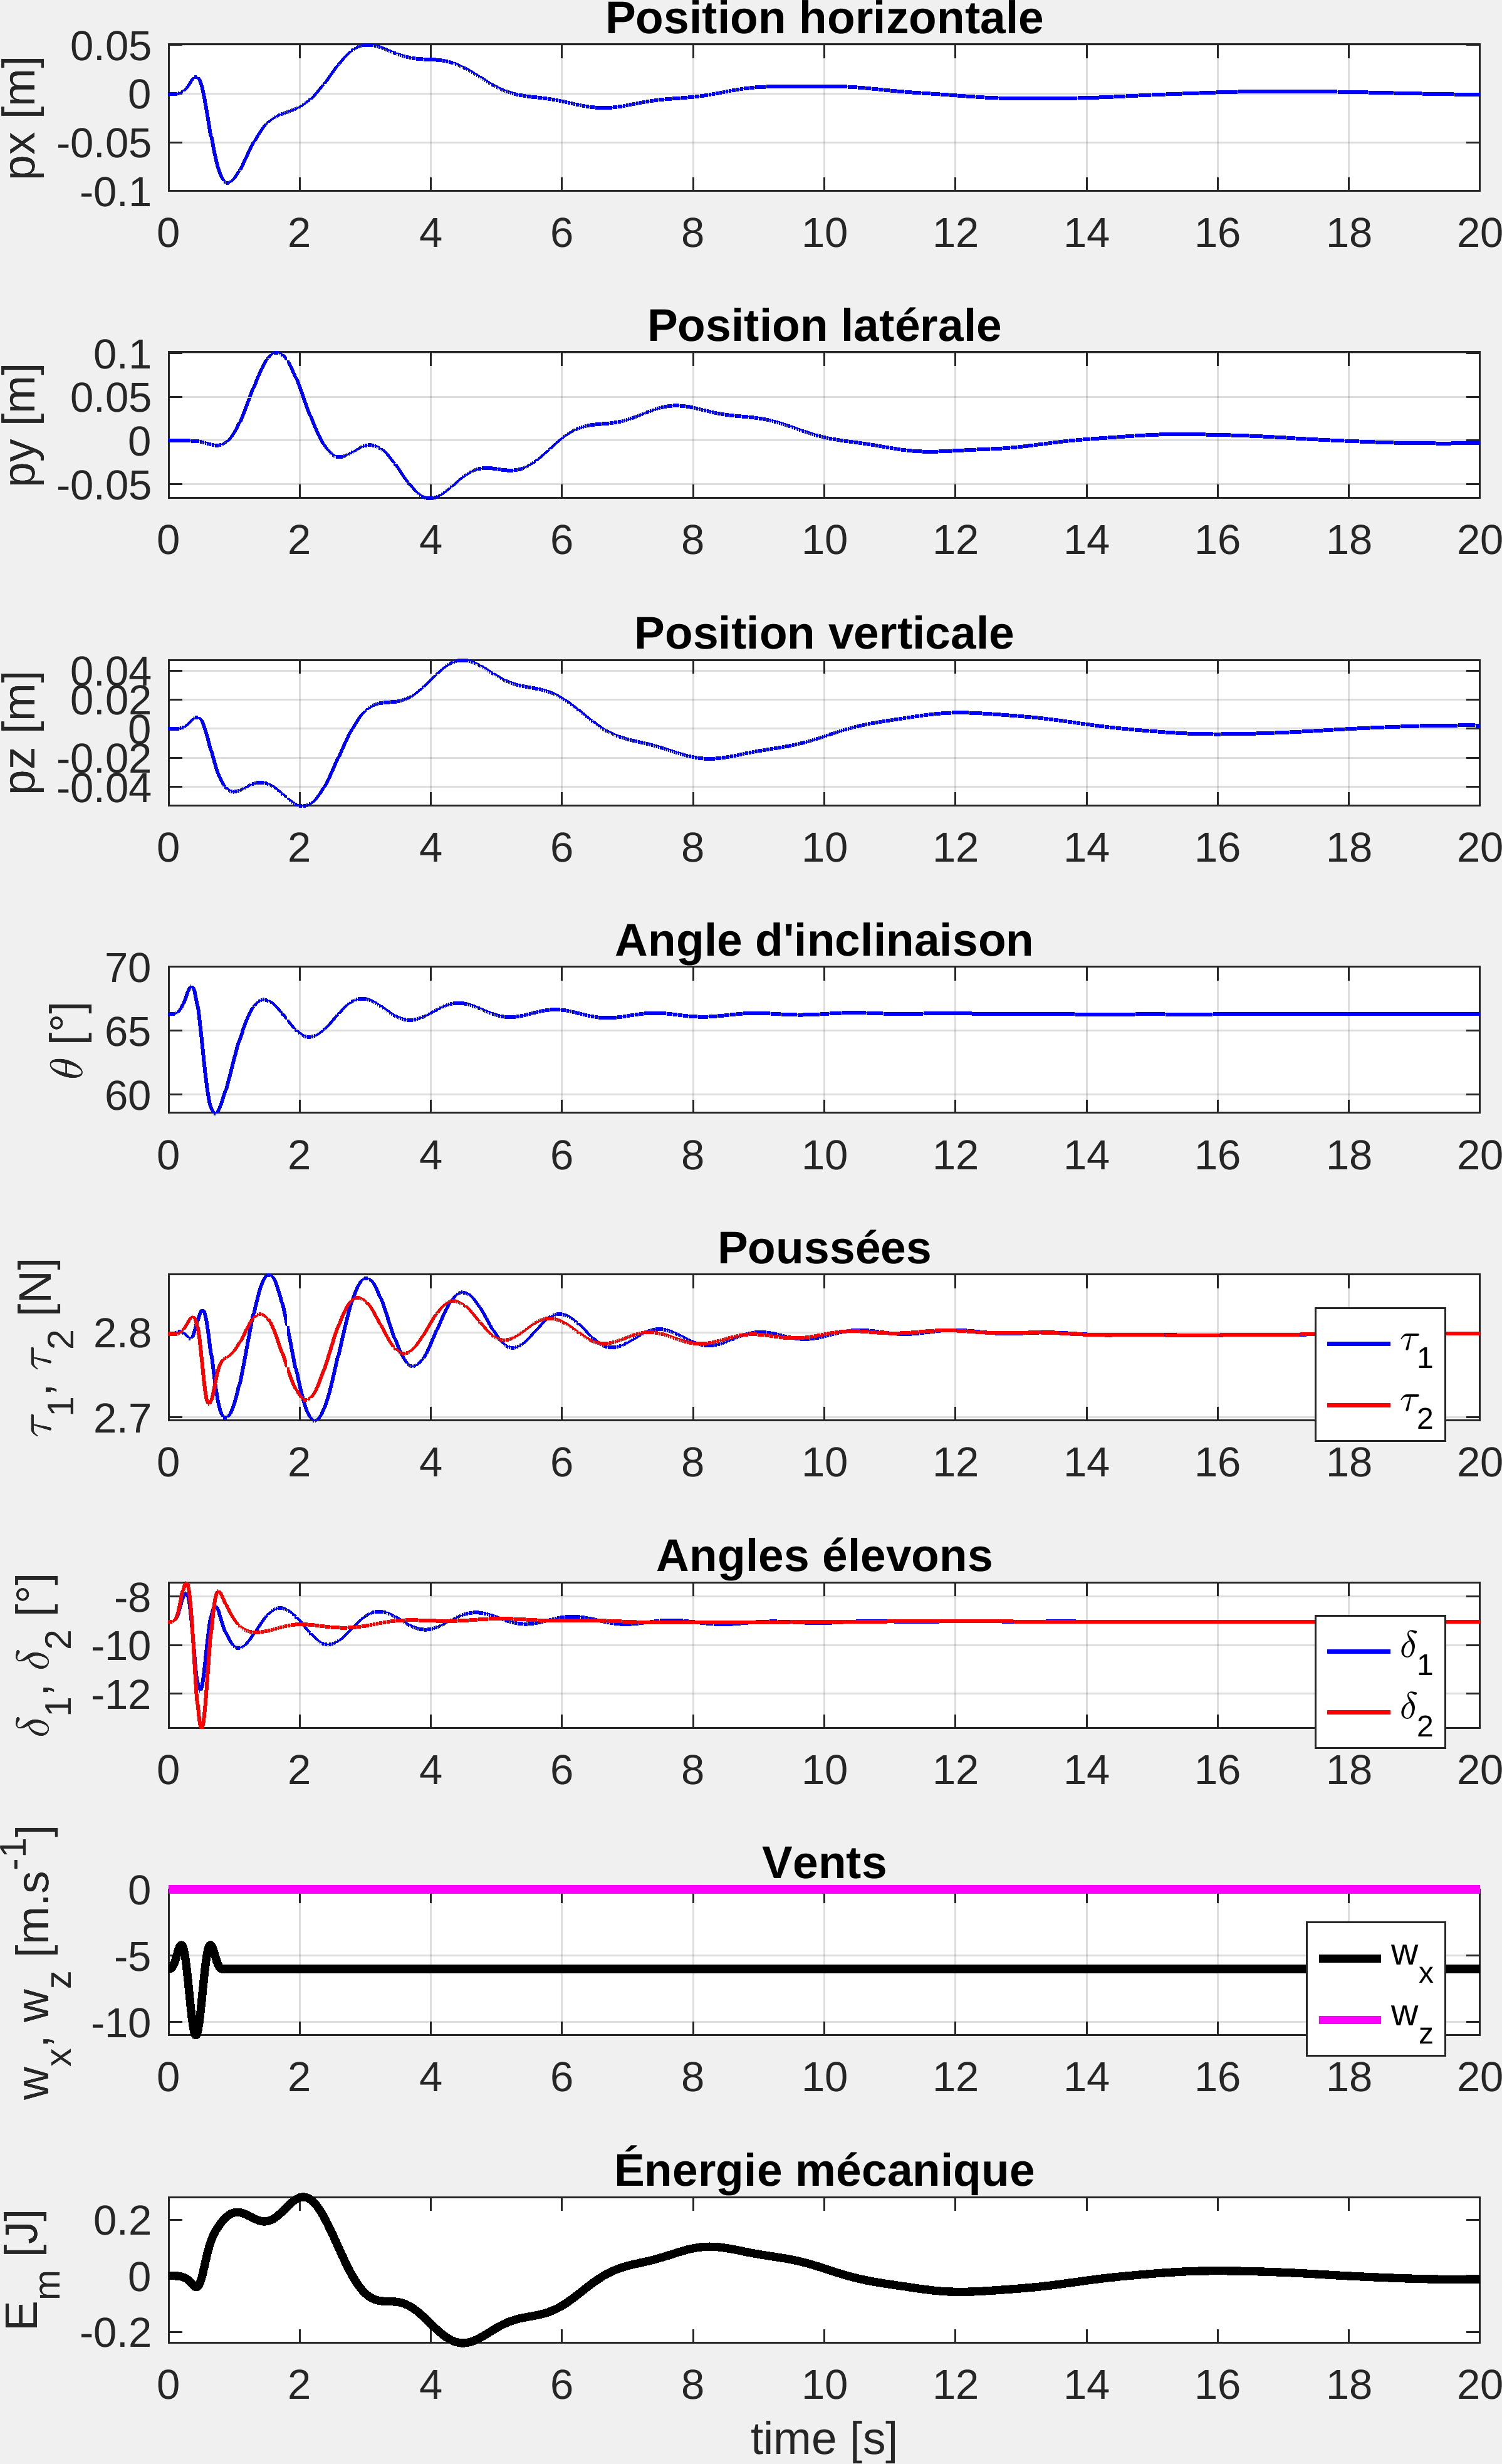 Position horizontale
px [m]
0.05
0
-0.05
-0.1
0 2 4 6 8 10 12 14 16 18 20
Position latérale
py [m]
0.1
0.05
0
-0.05
0 2 4 6 8 10 12 14 16 18 20
Position verticale
pz [m]
0.04
0.02
0
-0.02
-0.04
0 2 4 6 8 10 12 14 16 18 20
Angle d'inclinaison
θ [°]
70
65
60
0 2 4 6 8 10 12 14 16 18 20
Poussées
τ1, τ2 [N]
2.8
2.7
τ1
τ2
0 2 4 6 8 10 12 14 16 18 20
Angles élevons
δ1, δ2 [°]
-8
-10
-12
δ1
δ2
0 2 4 6 8 10 12 14 16 18 20
Vents
wx, wz [m.s-1]
0
-5
-10
wx
wz
0 2 4 6 8 10 12 14 16 18 20
Énergie mécanique
Em [J]
0.2
0
-0.2
0 2 4 6 8 10 12 14 16 18 20
time [s]